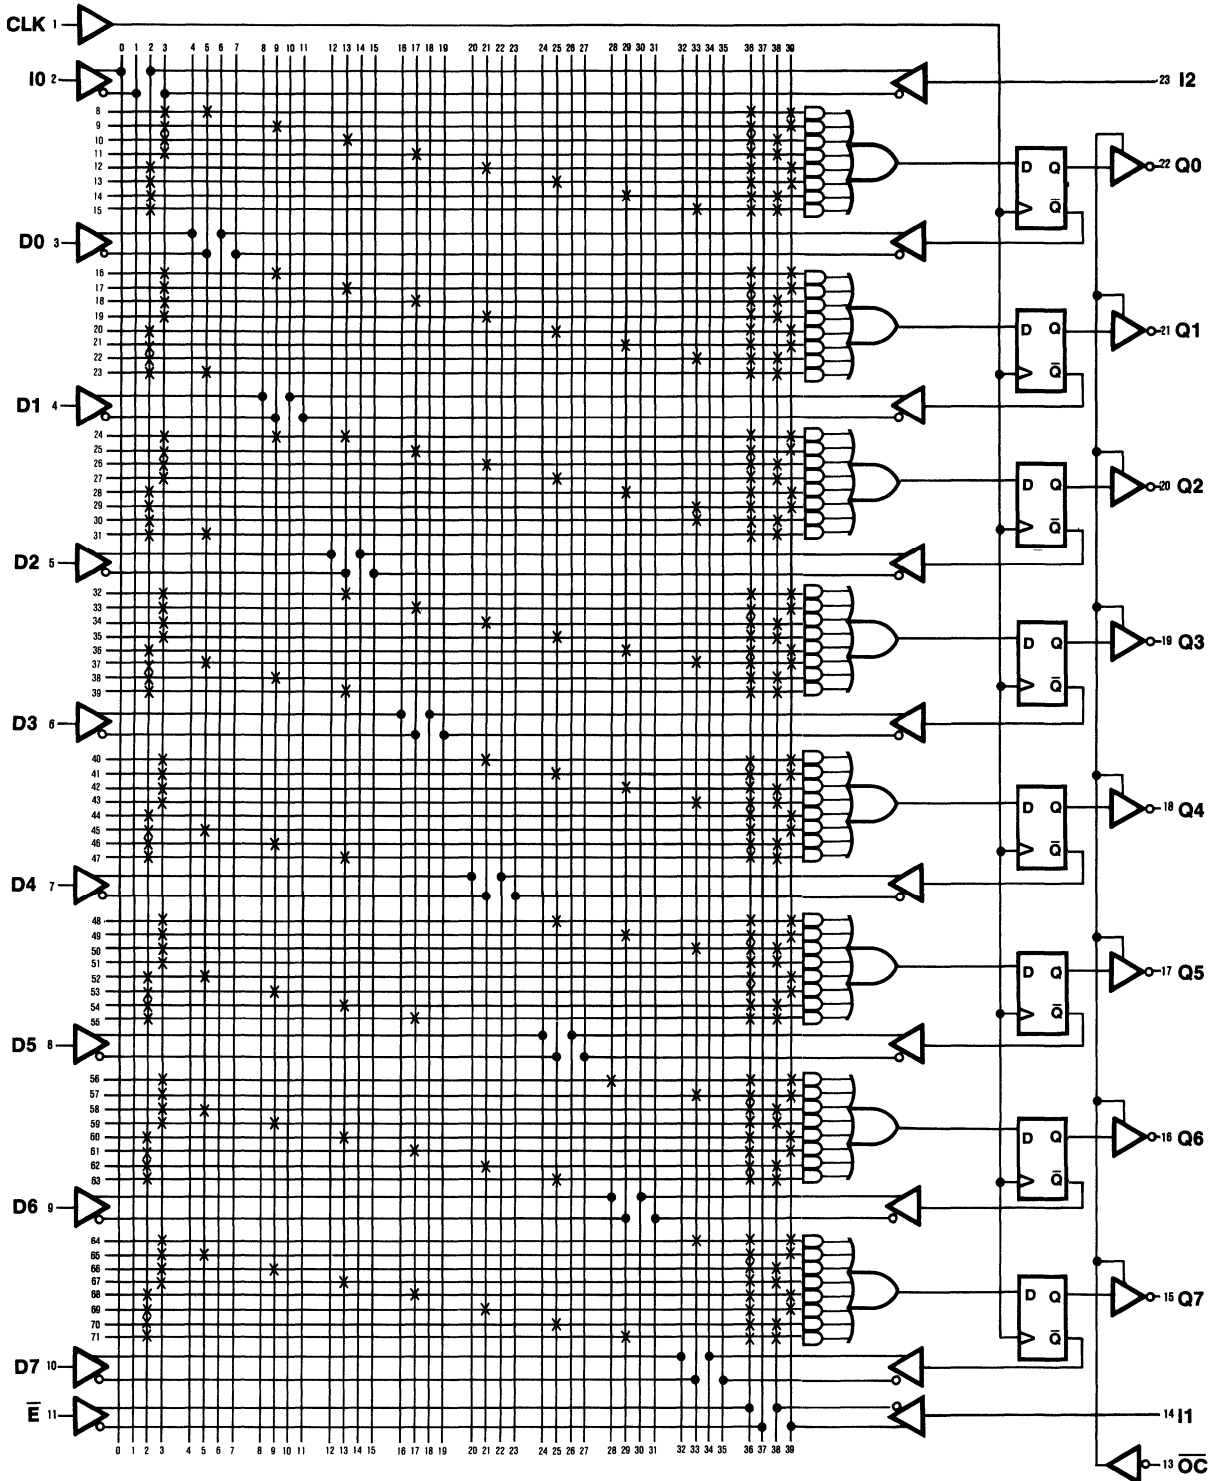 CLK 1
0 1 2 3 4 5 6 7 8 9 10 11 12 13 14 15 16 17 18 19 20 21 22 23 24 25 26 27 28 29 30 31 32 33 34 35 36 37 38 39
I0 2
23 I2
8
9
10
11
12
13
14
15
D Q
Q̅
22 Q0
D0 3
16
17
18
19
20
21
22
23
D Q
Q̅
21 Q1
D1 4
24
25
26
27
28
29
30
31
D Q
Q̅
20 Q2
D2 5
32
33
34
35
36
37
38
39
D Q
Q̅
19 Q3
D3 6
40
41
42
43
44
45
46
47
D Q
Q̅
18 Q4
D4 7
48
49
50
51
52
53
54
55
D Q
Q̅
17 Q5
D5 8
56
57
58
59
60
61
62
63
D Q
Q̅
16 Q6
D6 9
64
65
66
67
68
69
70
71
D Q
Q̅
15 Q7
D7 10
E̅ 11
14 I1
0 1 2 3 4 5 6 7 8 9 10 11 12 13 14 15 16 17 18 19 20 21 22 23 24 25 26 27 28 29 30 31 32 33 34 35 36 37 38 39
13 O̅C̅